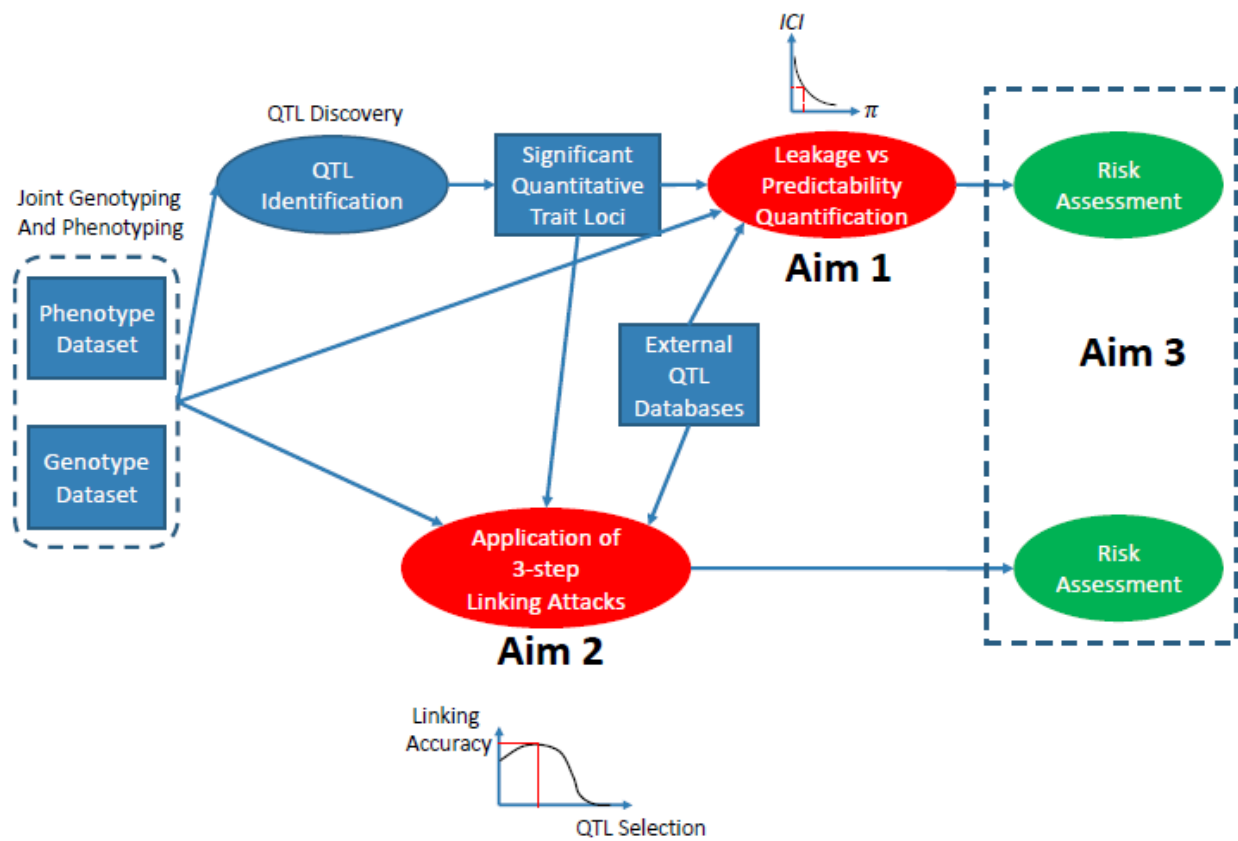 ICI
π
QTL Discovery
QTL
Identification
Significant
Quantitative
Trait Loci
Leakage vs
Predictability
Quantification
Risk
Assessment
Joint Genotyping
And Phenotyping
Aim 1
Phenotype
Dataset
External
QTL
Databases
Aim 3
Genotype
Dataset
Application of
3-step
Linking Attacks
Risk
Assessment
Aim 2
Linking
Accuracy
QTL Selection